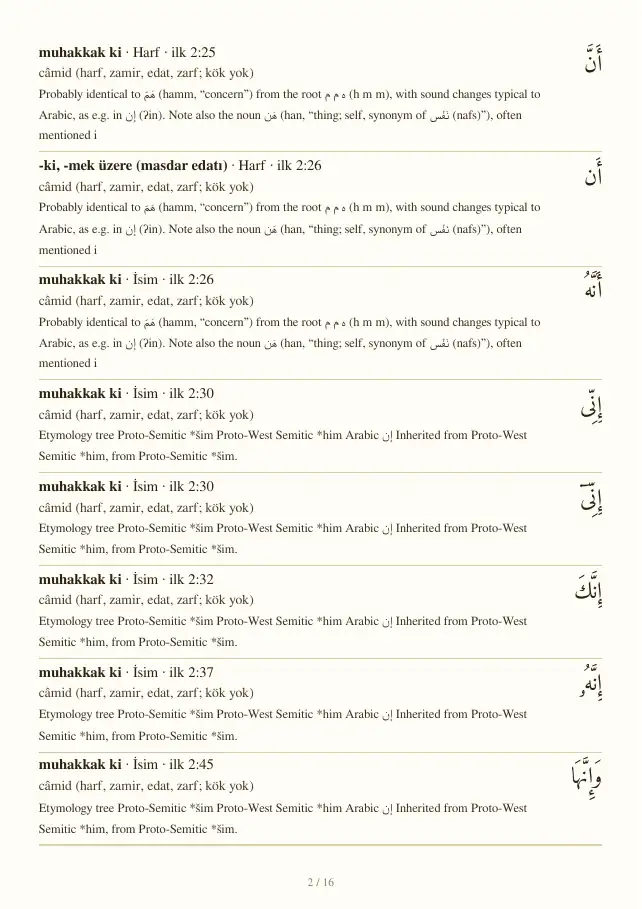 muhakkak ki · Harf · ilk 2:25
أَنَّ
câmid (harf, zamir, edat, zarf; kök yok)
Probably identical to هَمّ (hamm, “concern”) from the root ه م م (h m m), with sound changes typical to
Arabic, as e.g. in إن (ʔin). Note also the noun هَن (han, “thing; self, synonym of نَفْس (nafs)”), often
mentioned i
-ki, -mek üzere (masdar edatı) · Harf · ilk 2:26
أَن
câmid (harf, zamir, edat, zarf; kök yok)
Probably identical to هَمّ (hamm, “concern”) from the root ه م م (h m m), with sound changes typical to
Arabic, as e.g. in إن (ʔin). Note also the noun هَن (han, “thing; self, synonym of نَفْس (nafs)”), often
mentioned i
muhakkak ki · İsim · ilk 2:26
أَنَّهُ
câmid (harf, zamir, edat, zarf; kök yok)
Probably identical to هَمّ (hamm, “concern”) from the root ه م م (h m m), with sound changes typical to
Arabic, as e.g. in إن (ʔin). Note also the noun هَن (han, “thing; self, synonym of نَفْس (nafs)”), often
mentioned i
muhakkak ki · İsim · ilk 2:30
إِنِّى
câmid (harf, zamir, edat, zarf; kök yok)
Etymology tree Proto-Semitic *šim Proto-West Semitic *him Arabic إن Inherited from Proto-West
Semitic *him, from Proto-Semitic *šim.
muhakkak ki · İsim · ilk 2:30
إِنِّىٓ
câmid (harf, zamir, edat, zarf; kök yok)
Etymology tree Proto-Semitic *šim Proto-West Semitic *him Arabic إن Inherited from Proto-West
Semitic *him, from Proto-Semitic *šim.
muhakkak ki · İsim · ilk 2:32
إِنَّكَ
câmid (harf, zamir, edat, zarf; kök yok)
Etymology tree Proto-Semitic *šim Proto-West Semitic *him Arabic إن Inherited from Proto-West
Semitic *him, from Proto-Semitic *šim.
muhakkak ki · İsim · ilk 2:37
إِنَّهُۥ
câmid (harf, zamir, edat, zarf; kök yok)
Etymology tree Proto-Semitic *šim Proto-West Semitic *him Arabic إن Inherited from Proto-West
Semitic *him, from Proto-Semitic *šim.
muhakkak ki · İsim · ilk 2:45
وَإِنَّهَا
câmid (harf, zamir, edat, zarf; kök yok)
Etymology tree Proto-Semitic *šim Proto-West Semitic *him Arabic إن Inherited from Proto-West
Semitic *him, from Proto-Semitic *šim.
2 / 16